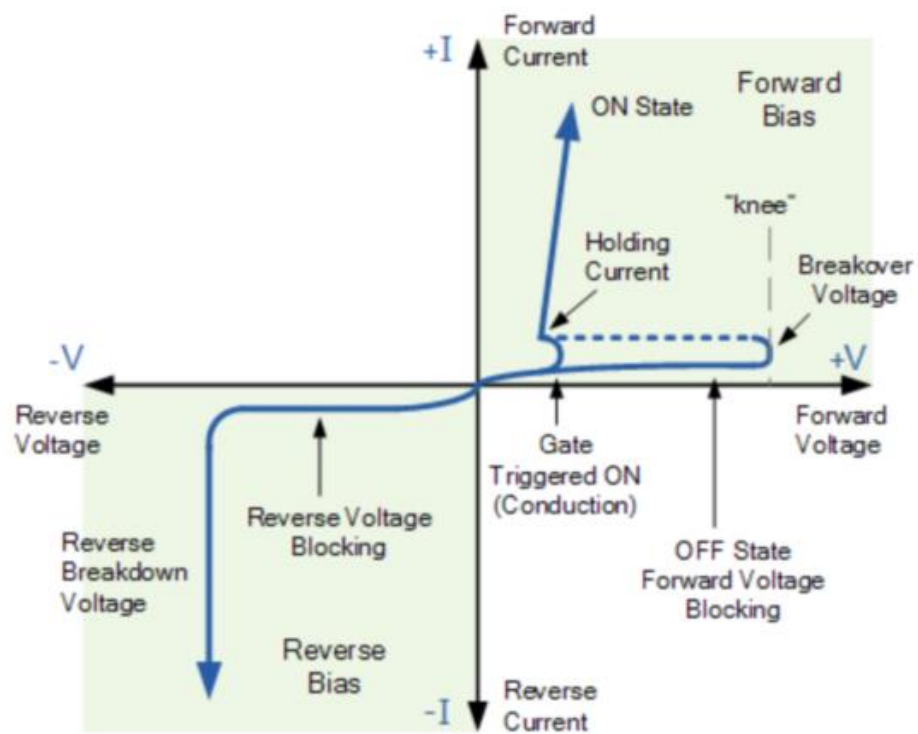 Forward
Current
+I
Forward
Bias
ON State
"knee"
Holding
Current
Breakover
Voltage
-V
+V
Reverse
Voltage
Forward
Voltage
Gate
Triggered ON
(Conduction)
Reverse Voltage
Blocking
Reverse
Breakdown
Voltage
OFF State
Forward Voltage
Blocking
Reverse
Bias
-I
Reverse
Current